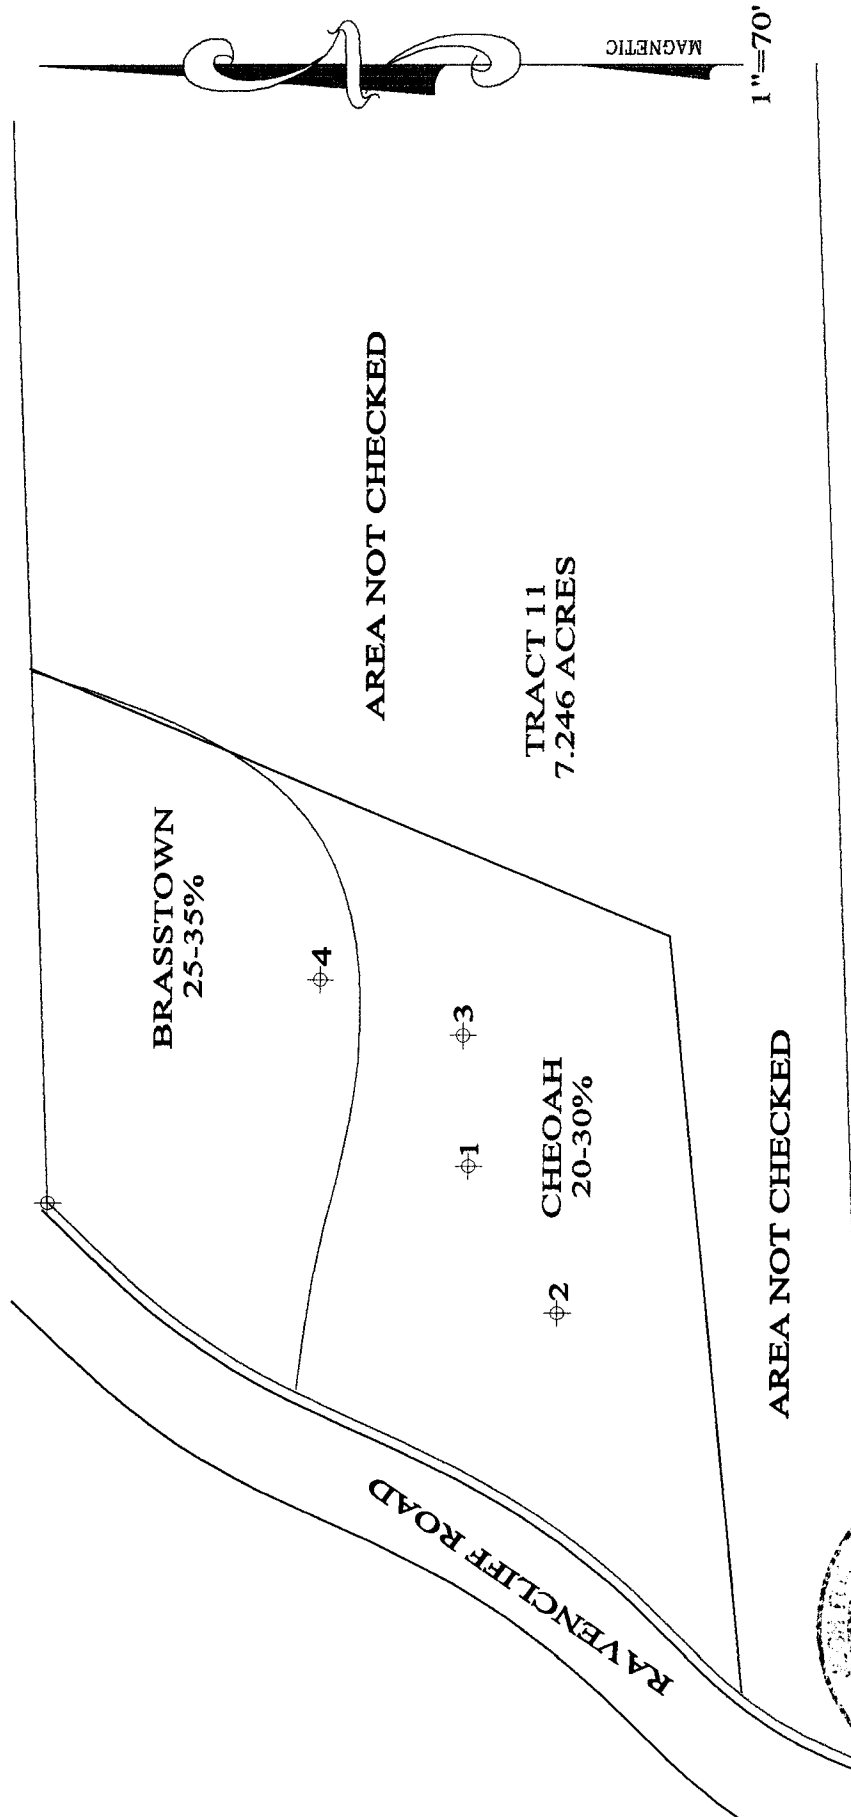 MAGNETIC
1"=70'
AREA NOT CHECKED
TRACT 11
7.246 ACRES
BRASSTOWN
25-35%
4
3
1
CHEOAH
20-30%
2
RAVENCLIFF ROAD
AREA NOT CHECKED